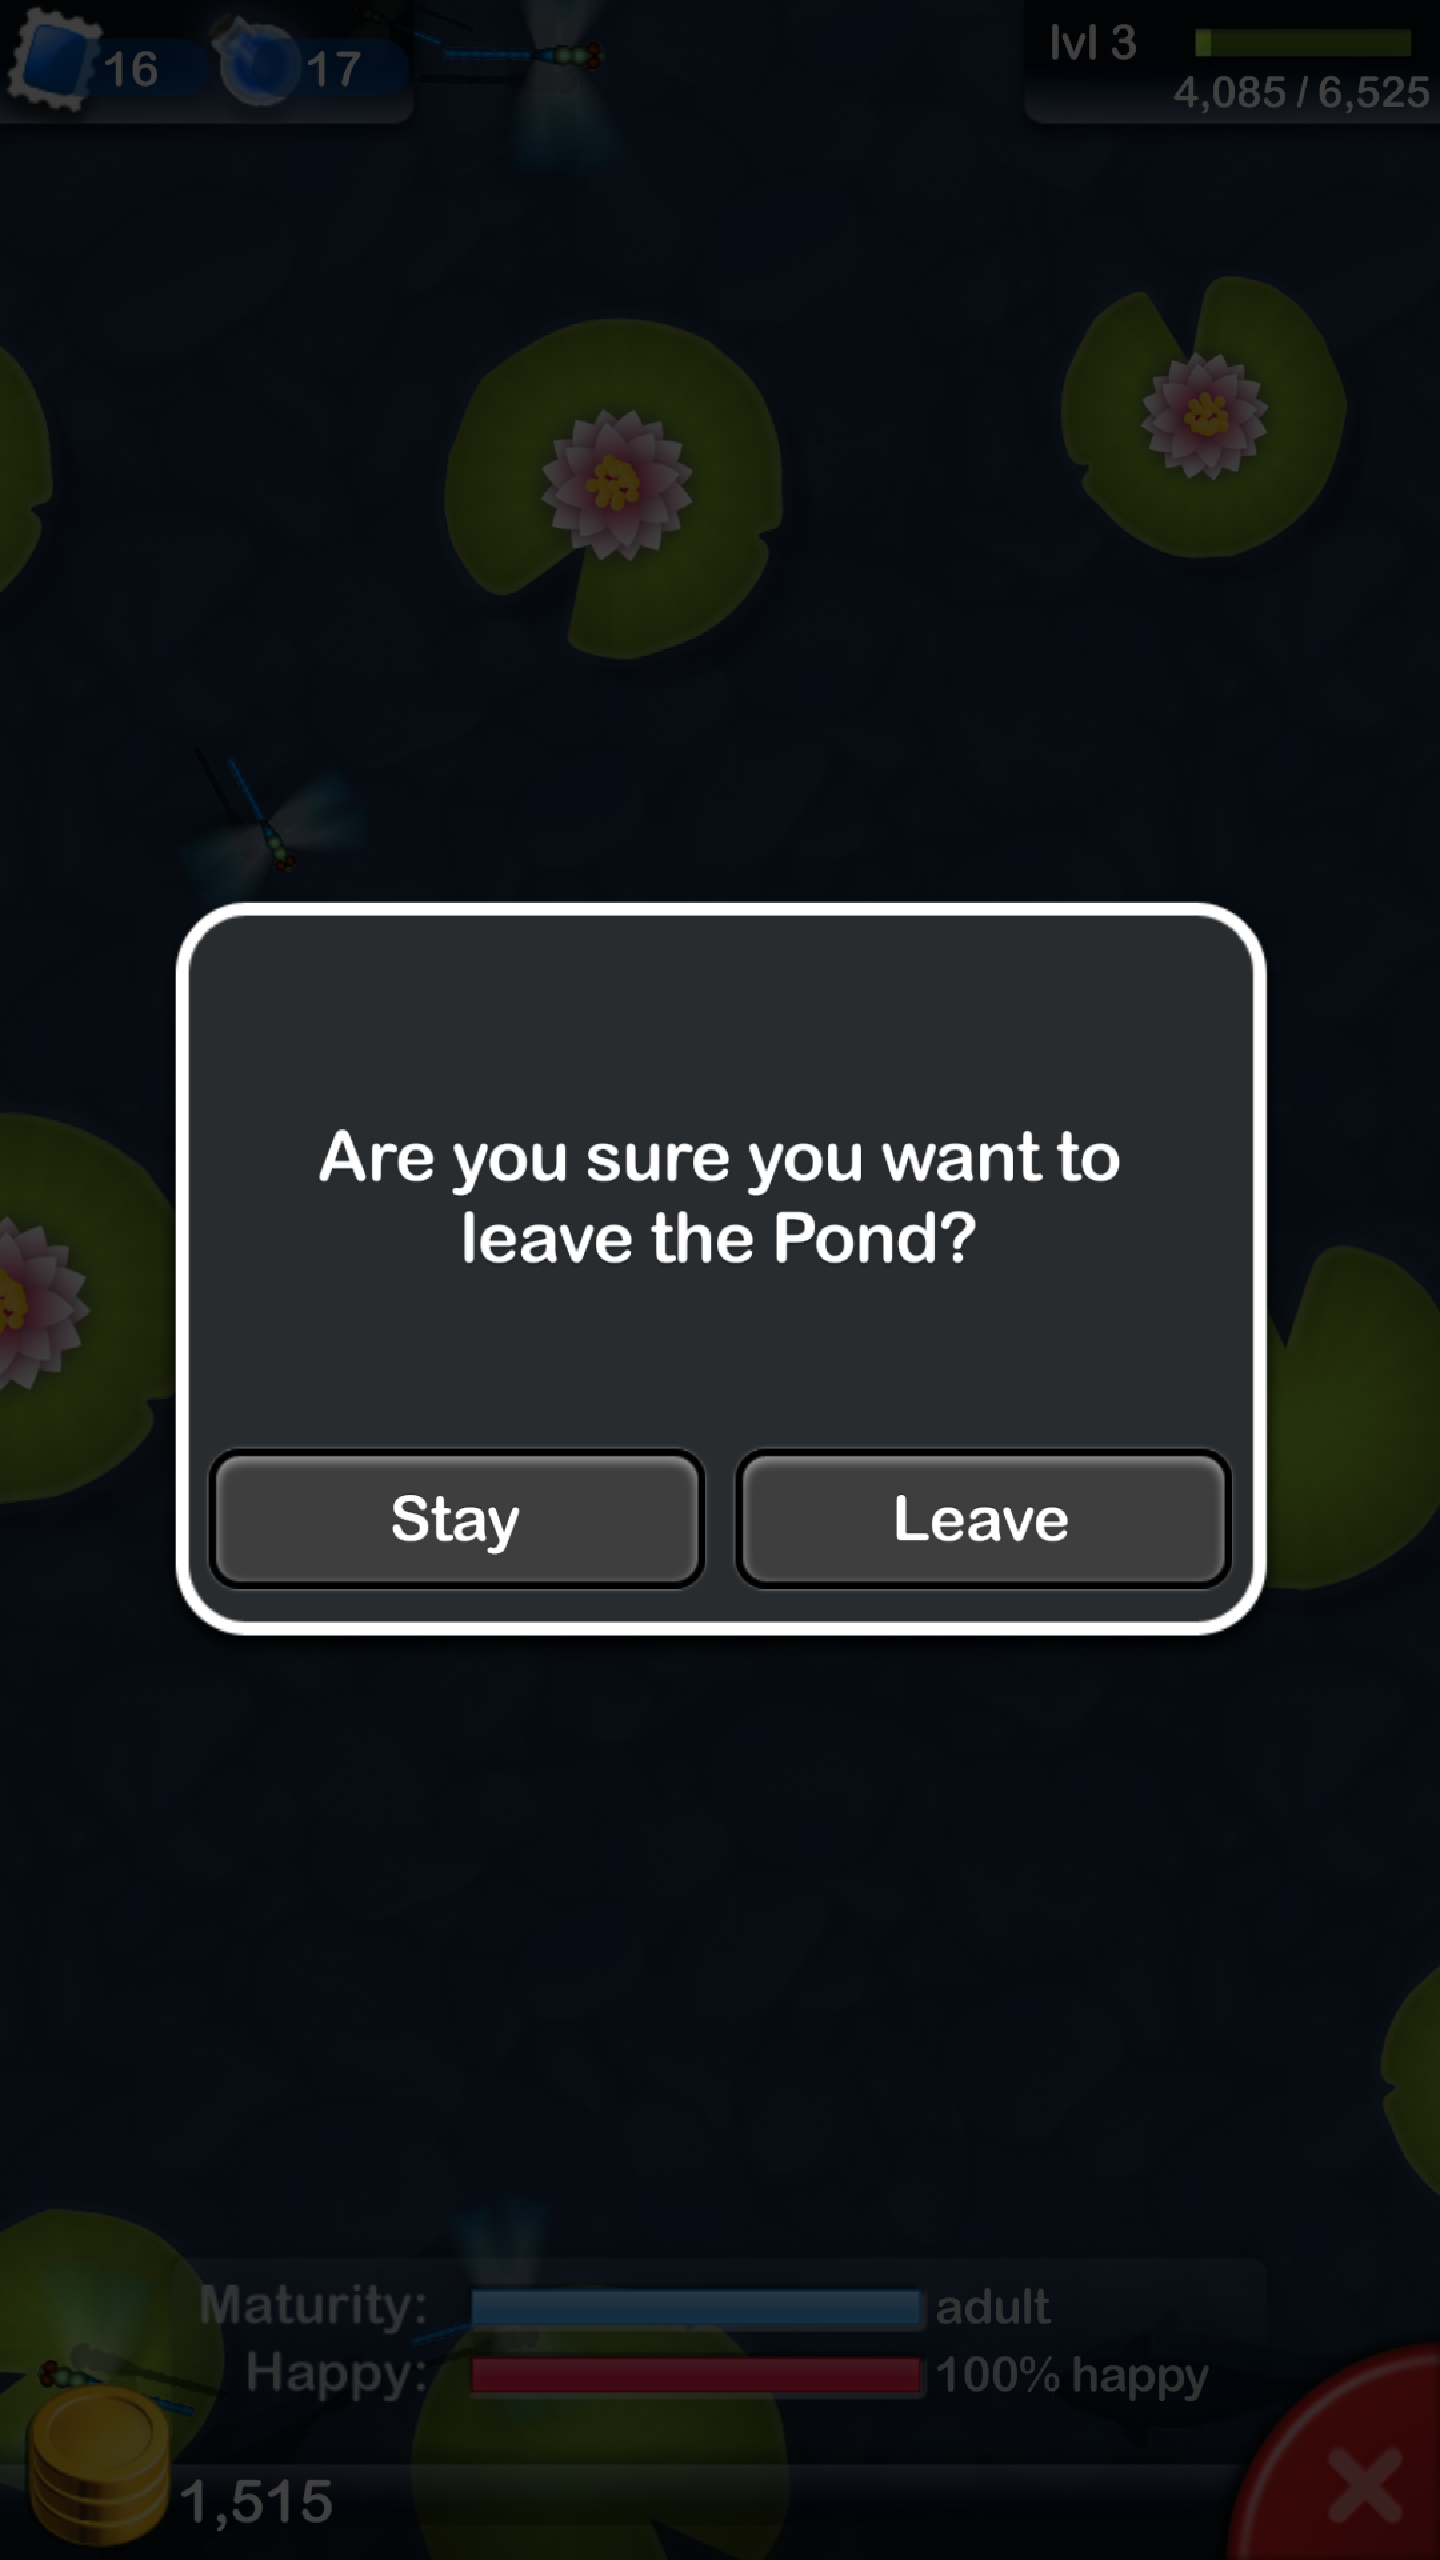 16 17 lvl 3
4,085 / 6,525
Are you sure you want to
leave the Pond?
Stay Leave
Maturity: adult
Happy: 100% happy
1,515